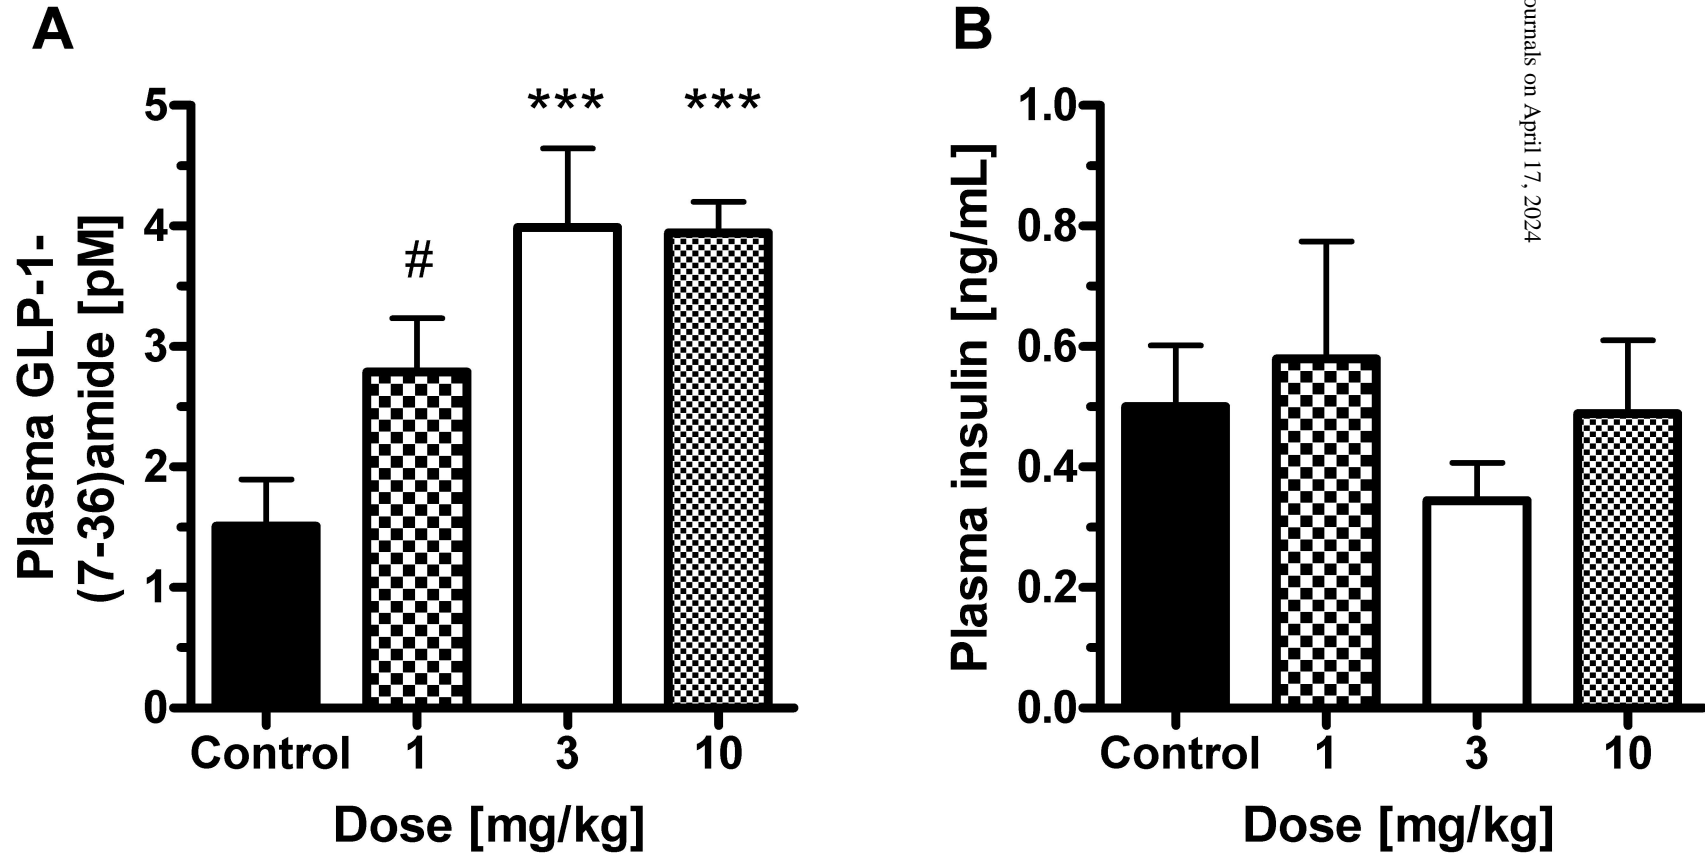 A
Plasma GLP-1-
(7-36)amide [pM]
5
4
3
2
1
0
#
***
***
Control 1 3 10
Dose [mg/kg]
B
Plasma insulin [ng/mL]
1.0
0.8
0.6
0.4
0.2
0.0
Control 1 3 10
Dose [mg/kg]
on April 17, 2024